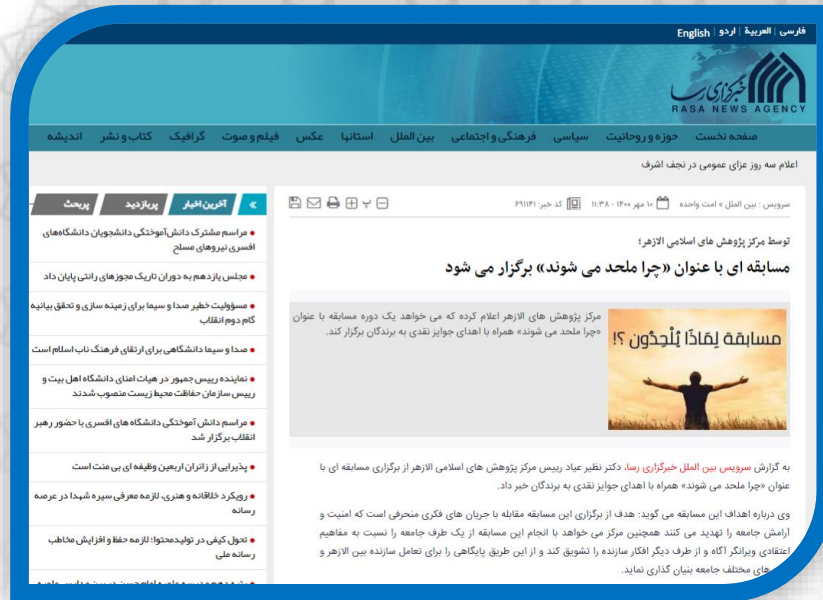 فارسی | العربية | اردو | English
خبرگزاری رسا
RASA NEWS AGENCY
صفحه نخست حوزه و روحانیت سیاسی فرهنگی و اجتماعی بین الملل استانها عکس فیلم و صوت گرافیک کتاب و نشر اندیشه
اعلام سه روز عزای عمومی در نجف اشرف
سرویس : بین الملل » امت واحده ۱۰ مهر ۱۴۰۰ - ۱۱:۳۸ کد خبر: ۶۹۱۱۴۱
پ
توسط مرکز پژوهش های اسلامی الازهر؛
مسابقه ای با عنوان «چرا ملحد می شوند» برگزار می شود
مسابقة لِمَاذَا يُلْحِدُون ؟!
مرکز پژوهش های الازهر اعلام کرده که می خواهد یک دوره مسابقه با عنوان
«چرا ملحد می شوند» همراه با اهدای جوایز نقدی به برندگان برگزار کند.
به گزارش سرویس بین الملل خبرگزاری رسا، دکتر نظیر عیاد رییس مرکز پژوهش های اسلامی الازهر از برگزاری مسابقه ای با
عنوان «چرا ملحد می شوند» همراه با اهدای جوایز نقدی به برندگان خبر داد.
وی درباره اهداف این مسابقه می گوید: هدف از برگزاری این مسابقه مقابله با جریان های فکری منحرفی است که امنیت و
آرامش جامعه را تهدید می کنند همچنین مرکز می خواهد با انجام این مسابقه از یک طرف جامعه را نسبت به مفاهیم
اعتقادی ویرانگر آگاه و از طرف دیگر افکار سازنده را تشویق کند و از این طریق پایگاهی را برای تعامل سازنده بین الازهر و
های مختلف جامعه بنیان گذاری نماید.
آخرین اخبار پربازدید پربحث
مراسم مشترک دانش‌آموختگی دانشجویان دانشگاه‌های
افسری نیروهای مسلح
مجلس یازدهم به دوران تاریک مجوزهای رانتی پایان داد
مسؤولیت خطیر صدا و سیما برای زمینه سازی و تحقق بیانیه
گام دوم انقلاب
صدا و سیما دانشگاهی برای ارتقای فرهنگ ناب اسلام است
نماینده رییس جمهور در هیات امنای دانشگاه اهل بیت و
رییس سازمان حفاظت محیط زیست منصوب شدند
مراسم دانش آموختگی دانشگاه های افسری با حضور رهبر
انقلاب برگزار شد
پذیرایی از زائران اربعین وظیفه ای بی منت است
رویکرد خلاقانه و هنری، لازمه معرفی سیره شهدا در عرصه
رسانه
تحول کیفی در تولیدمحتوا؛ لازمه حفظ و افزایش مخاطب
رسانه ملی